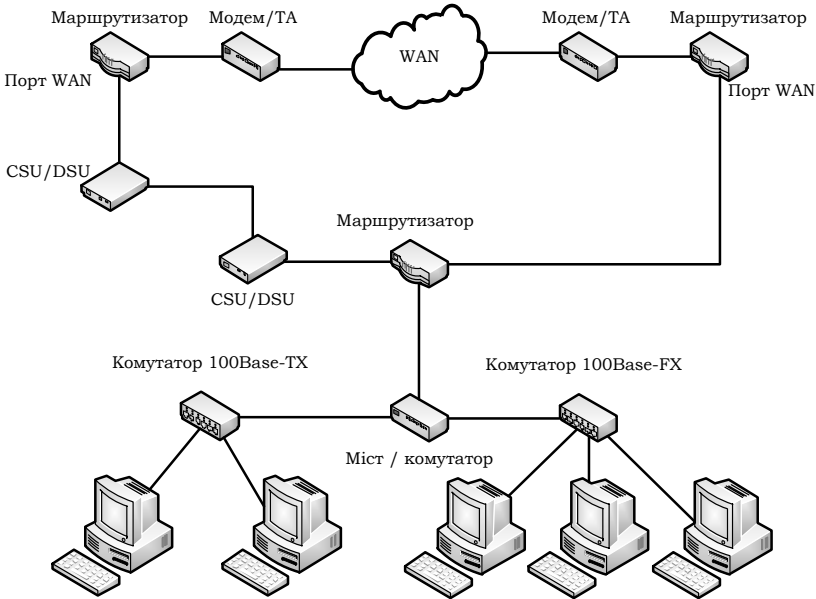 Маршрутизатор
Модем/ТА
WAN
Модем/ТА
Маршрутизатор
Порт WAN
Порт WAN
CSU/DSU
Маршрутизатор
CSU/DSU
Комутатор 100Base-TX
Комутатор 100Base-FX
Міст / комутатор